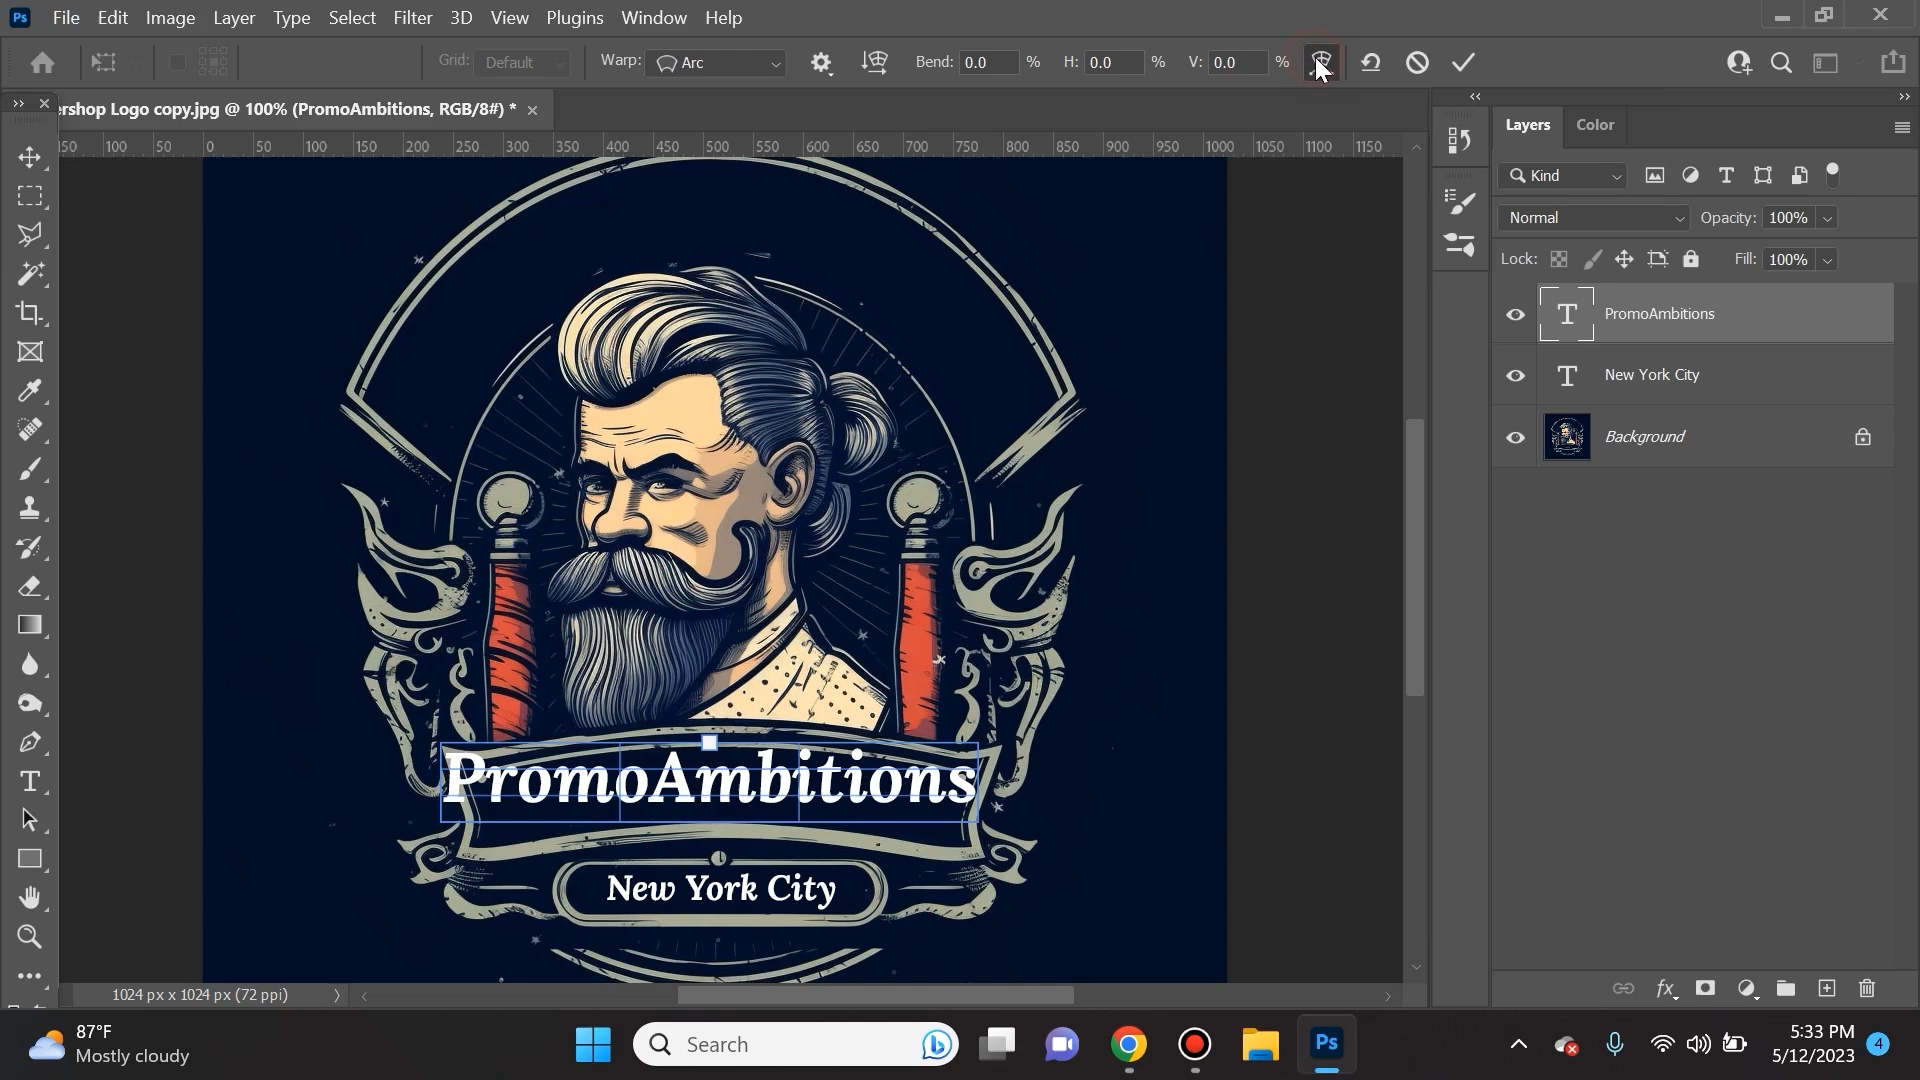 Ps File Edit Image Layer Type Select Filter 3D View Plugins Window Help
Grid: Default Warp: Arc Bend: 0.0 % H: 0.0 % V: 0.0 %
ershop Logo copy.jpg @ 100% (PromoAmbitions, RGB/8#) *
50 100 50 0 50 100 150 200 250 300 350 400 450 500 550 600 650 700 750 800 850 900 950 1000 1050 1100 1150
Layers Color
Kind
Normal Opacity: 100%
Lock: Fill: 100%
PromoAmbitions
New York City
Background
PromoAmbitions
New York City
1024 px x 1024 px (72 ppi)
fx
87°F
Mostly cloudy
Search
Ps
5:33 PM
5/12/2023
4